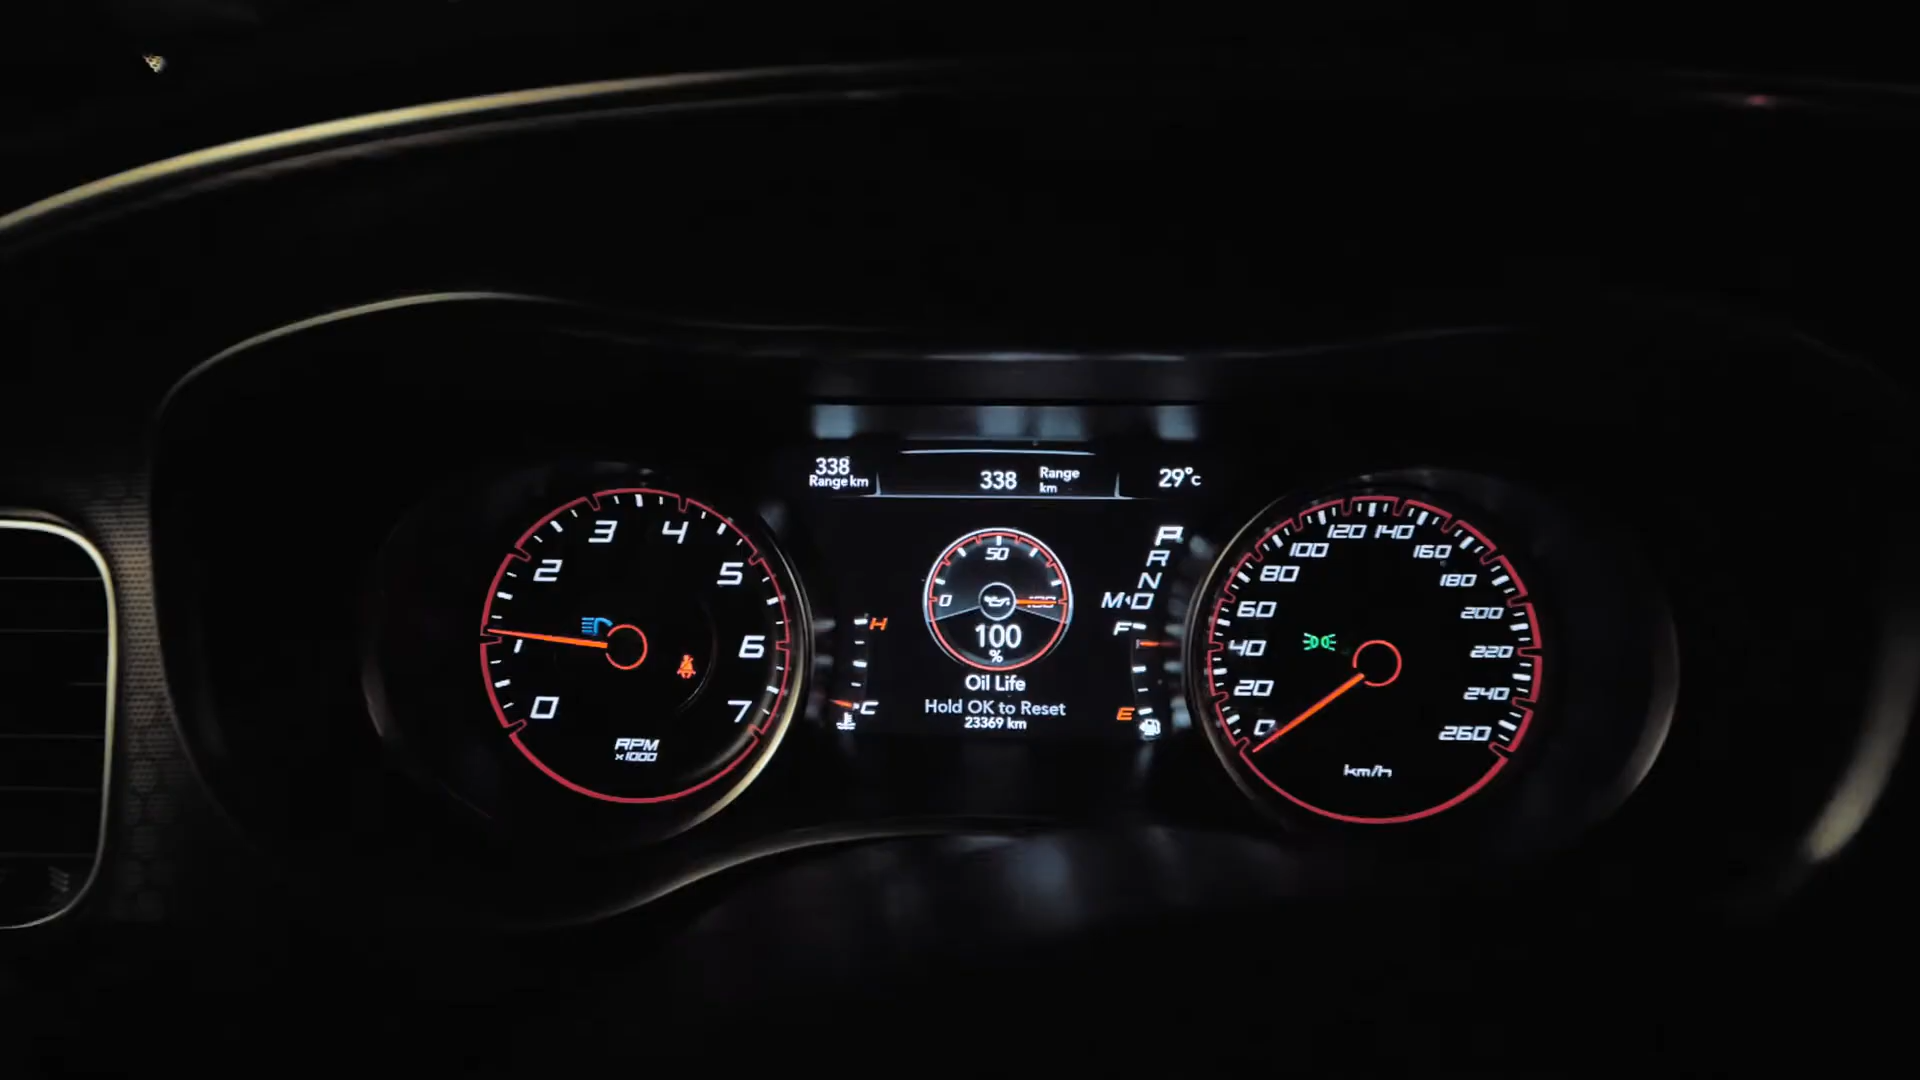 338
Range km
338 Range
km
29°C
0
1
2
3
4
5
6
7
RPM
x1000
H
C
0
50
100
100
%
Oil Life
Hold OK to Reset
23369 km
P
R
N
M D
F
E
0
20
40
60
80
100
120
140
160
180
200
220
240
260
km/h